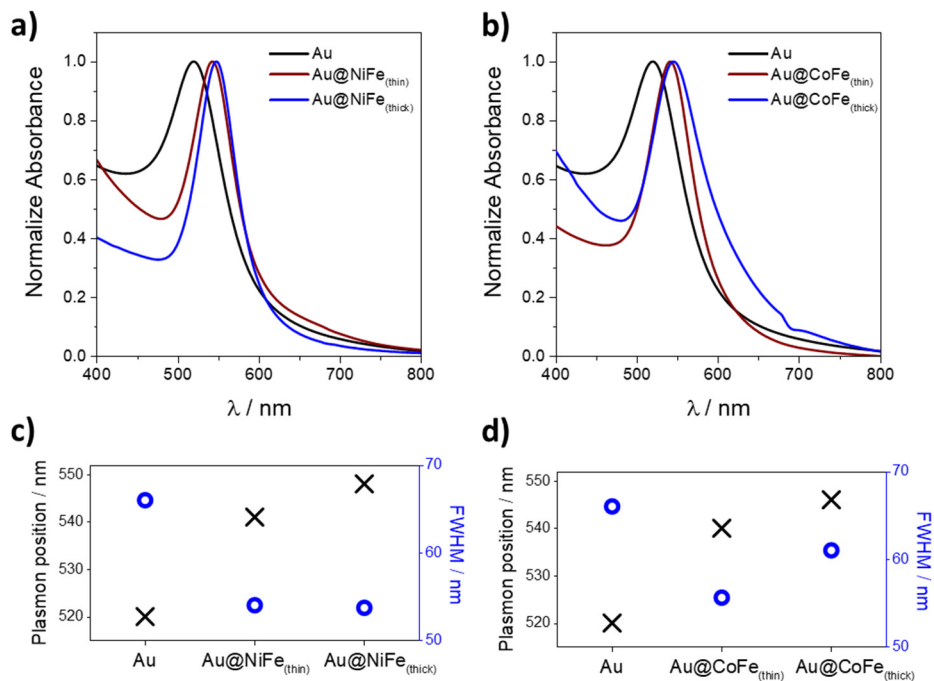 a)
Normalize Absorbance
1.0
0.8
0.6
0.4
0.2
0.0
Au
Au@NiFe(thin)
Au@NiFe(thick)
400 500 600 700 800
λ / nm
b)
Normalize Absorbance
1.0
0.8
0.6
0.4
0.2
0.0
Au
Au@CoFe(thin)
Au@CoFe(thick)
400 500 600 700 800
λ / nm
c)
Plasmon position / nm
550
540
530
520
70
60
50
FWHM / nm
Au Au@NiFe(thin) Au@NiFe(thick)
d)
Plasmon position / nm
550
540
530
520
70
60
50
FWHM / nm
Au Au@CoFe(thin) Au@CoFe(thick)